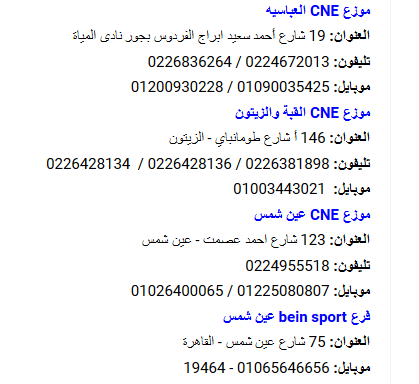 موزع CNE العباسيه
العنوان: 19 شارع أحمد سعيد ابراج الفردوس بجور نادى المياة
تليفون: 0224672013 / 0226836264
موبايل: 01090035425 / 01200930228
موزع CNE القبة والزيتون
العنوان: 146 أ شارع طومانباي - الزيتون
تليفون: 0226381898 / 0226428136 / 0226428134
موبايل: 01003443021
موزع CNE عين شمس
العنوان: 123 شارع احمد عصمت - عين شمس
تليفون: 0224955518
موبايل: 01225080807 / 01026400065
فرع bein sport عين شمس
العنوان: 75 شارع عين شمس - القاهرة
موبايل: 01065646656 - 19464